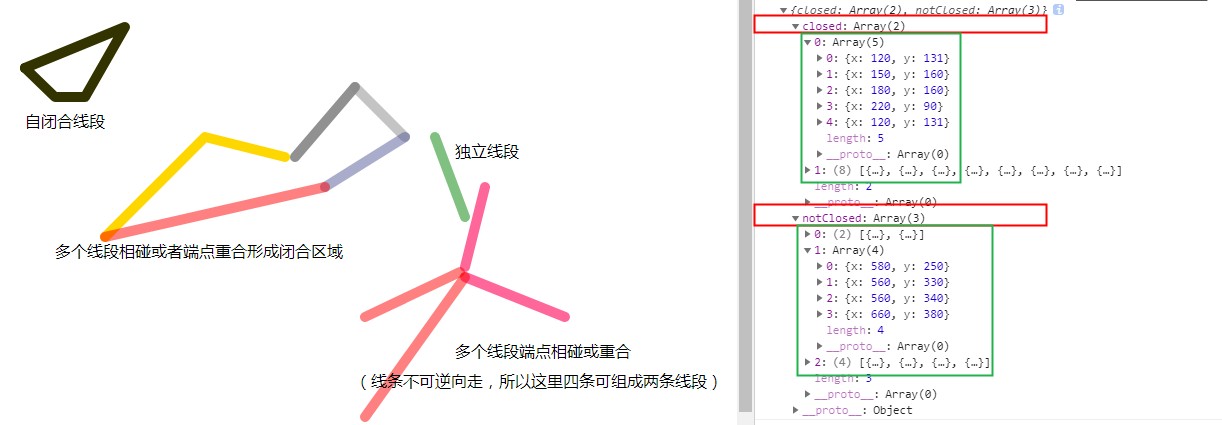 自闭合线段
独立线段
多个线段相碰或者端点重合形成闭合区域
多个线段端点相碰或重合
（线条不可逆向走，所以这里四条可组成两条线段）
▼{closed: Array(2), notClosed: Array(3)} i
▼closed: Array(2)
▼0: Array(5)
▶0: {x: 120, y: 131}
▶1: {x: 150, y: 160}
▶2: {x: 180, y: 160}
▶3: {x: 220, y: 90}
▶4: {x: 120, y: 131}
length: 5
▶__proto__: Array(0)
▶1: (8) [{…}, {…}, {…}, {…}, {…}, {…}, {…}, {…}]
length: 2
▶__proto__: Array(0)
▼notClosed: Array(3)
▶0: (2) [{…}, {…}]
▼1: Array(4)
▶0: {x: 580, y: 250}
▶1: {x: 560, y: 330}
▶2: {x: 560, y: 340}
▶3: {x: 660, y: 380}
length: 4
▶__proto__: Array(0)
▶2: (4) [{…}, {…}, {…}, {…}]
length: 3
▶__proto__: Array(0)
▶__proto__: Object